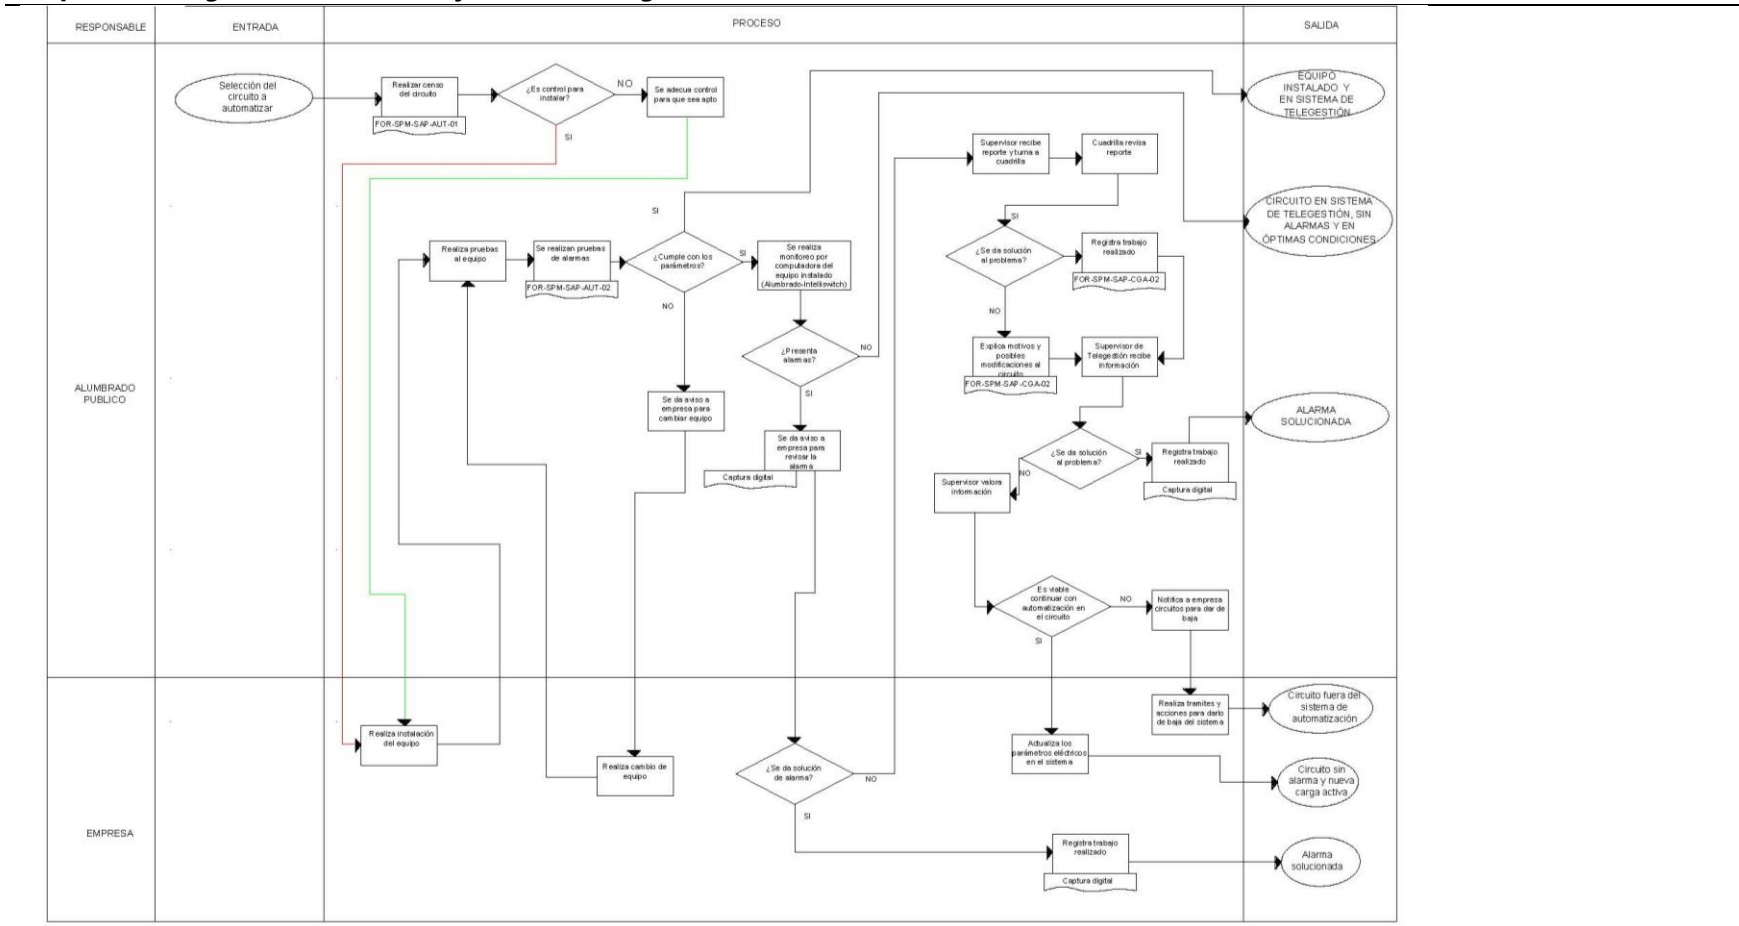 RESPONSABLE
ENTRADA
PROCESO
SALIDA
ALUMBRADO
PUBLICO
Selección del
circuito a
automatizar
Realizar censo
del circuito
FOR-SPM-SAP-AUT-01
¿Es control para
instalar?
NO
SI
Se adecua control
para que sea apto
EQUIPO
INSTALADO Y
EN SISTEMA DE
TELEGESTIÓN
Realiza pruebas
al equipo
Se realizan pruebas
de alarmas
FOR-SPM-SAP-AUT-02
¿Cumple con los
parámetros?
SI
SI
NO
Se realiza
monitoreo por
computadora del
equipo instalado
(Alumbrado-Intelliswitch)
¿Presenta
alarmas?
NO
SI
CIRCUITO EN SISTEMA
DE TELEGESTIÓN, SIN
ALARMAS Y EN
ÓPTIMAS CONDICIONES
Se da aviso a
empresa para
cambiar equipo
Se da aviso a
empresa para
revisar la
alarma
Captura digital
Supervisor recibe
reporte y turna a
cuadrilla
Cuadrilla revisa
reporte
SI
¿Se da solución
al problema?
NO
Registra trabajo
realizado
FOR-SPM-SAP-CGA-02
Explica motivos y
posibles
modificaciones al
circuito
FOR-SPM-SAP-CGA-02
Supervisor de
Telegestión recibe
información
¿Se da solución
al problema?
SI
NO
Registra trabajo
realizado
Captura digital
ALARMA
SOLUCIONADA
Supervisor valora
información
Es viable
continuar con
automatización en
el circuito
NO
SI
Notifica a empresa
circuitos para dar de
baja
EMPRESA
Realiza instalación
del equipo
Realiza cambio de
equipo
¿Se da solución
de alarma?
NO
SI
Realiza tramites y
acciones para darlo
de baja del sistema
Circuito fuera del
sistema de
automatización
Actualiza los
parámetros eléctricos
en el sistema
Circuito sin
alarma y nueva
carga activa
Registra trabajo
realizado
Captura digital
Alarma
solucionada